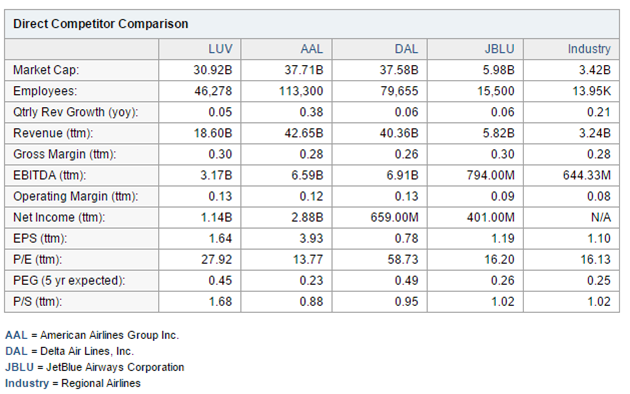 Direct Competitor Comparison
LUV AAL DAL JBLU Industry
Market Cap: 30.92B 37.71B 37.58B 5.98B 3.42B
Employees: 46,278 113,300 79,655 15,500 13.95K
Qtrly Rev Growth (yoy): 0.05 0.38 0.06 0.06 0.21
Revenue (ttm): 18.60B 42.65B 40.36B 5.82B 3.24B
Gross Margin (ttm): 0.30 0.28 0.26 0.30 0.28
EBITDA (ttm): 3.17B 6.59B 6.91B 794.00M 644.33M
Operating Margin (ttm): 0.13 0.12 0.13 0.09 0.08
Net Income (ttm): 1.14B 2.88B 659.00M 401.00M N/A
EPS (ttm): 1.64 3.93 0.78 1.19 1.10
P/E (ttm): 27.92 13.77 58.73 16.20 16.13
PEG (5 yr expected): 0.45 0.23 0.49 0.26 0.25
P/S (ttm): 1.68 0.88 0.95 1.02 1.02
AAL = American Airlines Group Inc.
DAL = Delta Air Lines, Inc.
JBLU = JetBlue Airways Corporation
Industry = Regional Airlines